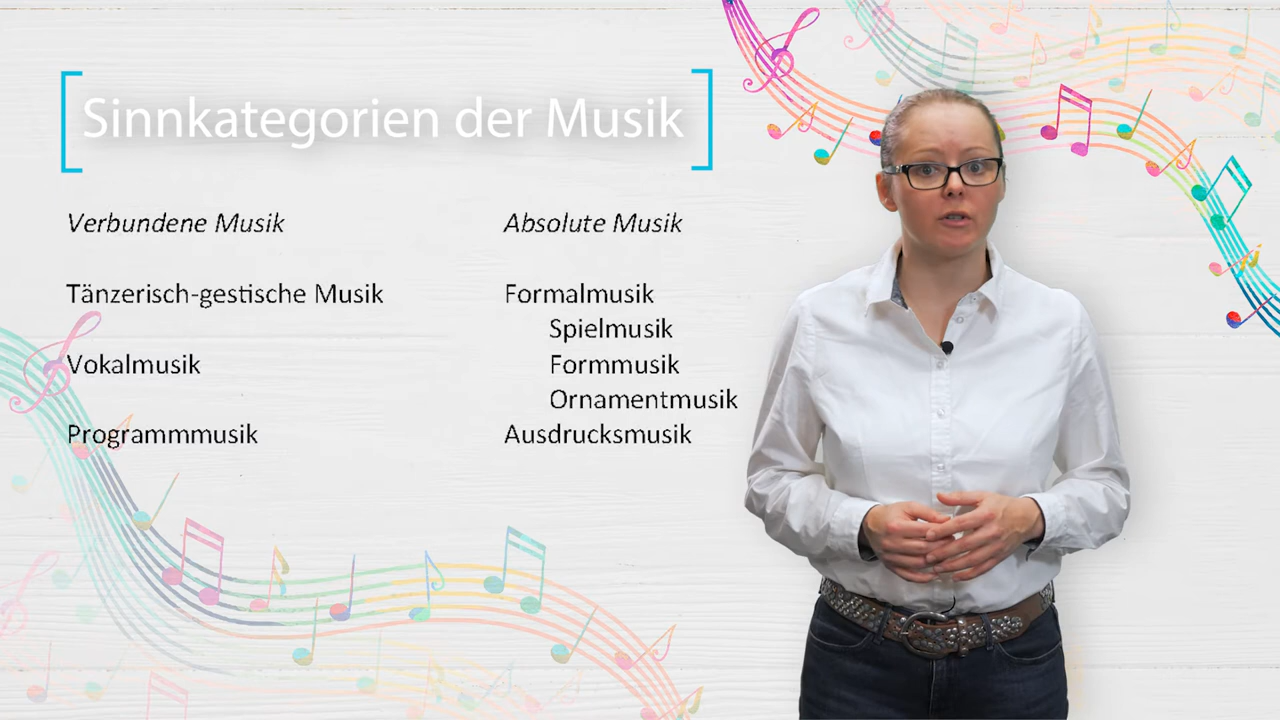 Sinnkategorien der Musik
Verbundene Musik
Tänzerisch-gestische Musik
Vokalmusik
Programmmusik
Absolute Musik
Formalmusik
Spielmusik
Formmusik
Ornamentmusik
Ausdrucksmusik